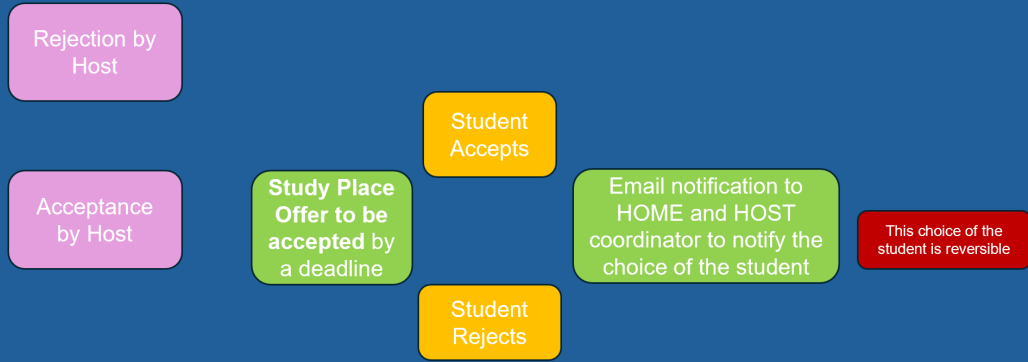 Rejection by
Host
Student
Accepts
Acceptance
by Host
Study Place
Offer to be
accepted by
a deadline
Email notification to
HOME and HOST
coordinator to notify the
choice of the student
This choice of the
student is reversible
Student
Rejects